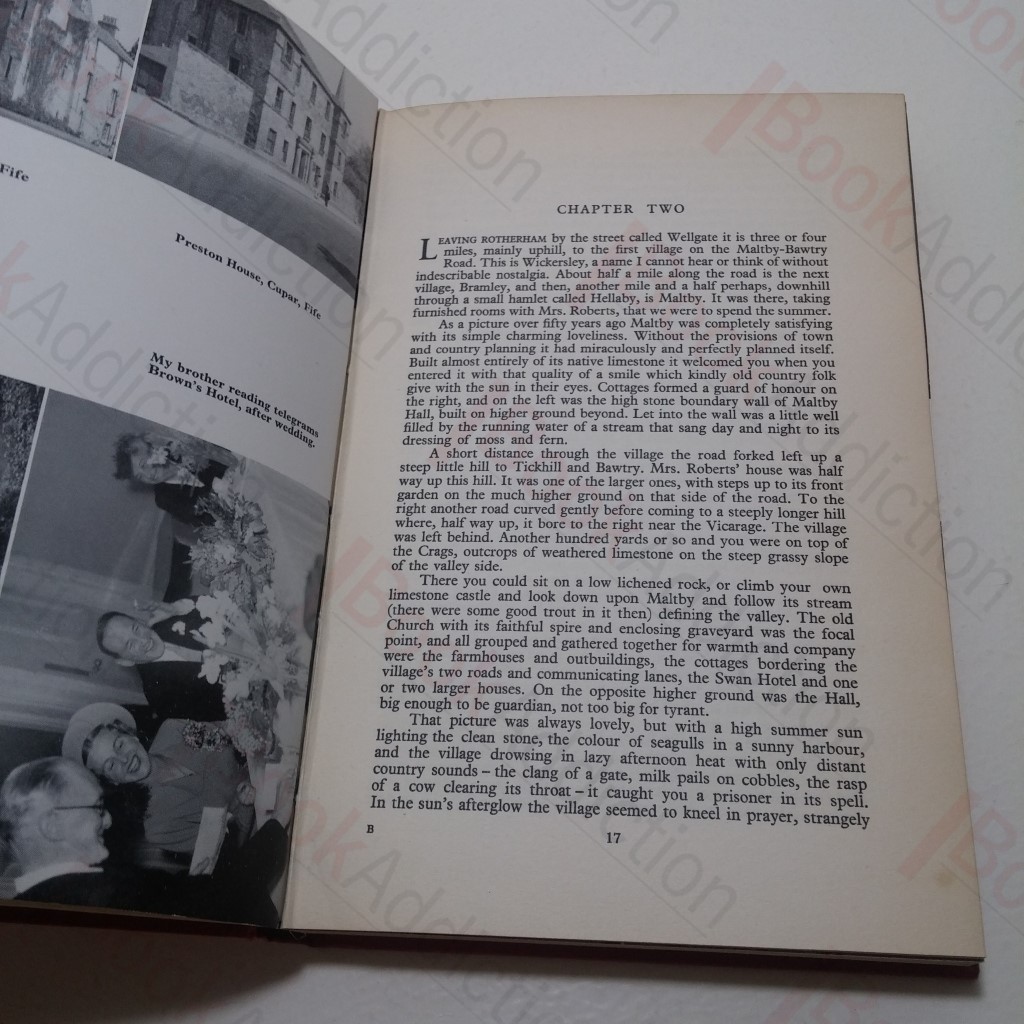 Fife
Preston House, Cupar, Fife
My brother reading telegrams
Brown's Hotel, after wedding.
CHAPTER TWO
LEAVING ROTHERHAM by the street called Wellgate it is three or four
miles, mainly uphill, to the first village on the Maltby-Bawtry
Road. This is Wickersley, a name I cannot hear or think of without
indescribable nostalgia. About half a mile along the road is the next
village, Bramley, and then, another mile and a half perhaps, downhill
through a small hamlet called Hellaby, is Maltby. It was there, taking
furnished rooms with Mrs. Roberts, that we were to spend the summer.
As a picture over fifty years ago Maltby was completely satisfying
with its simple charming loveliness. Without the provisions of town
and country planning it had miraculously and perfectly planned itself.
Built almost entirely of its native limestone it welcomed you when you
entered it with that quality of a smile which kindly old country folk
give with the sun in their eyes. Cottages formed a guard of honour on
the right, and on the left was the high stone boundary wall of Maltby
Hall, built on higher ground beyond. Let into the wall was a little well
filled by the running water of a stream that sang day and night to its
dressing of moss and fern.
A short distance through the village the road forked left up a
steep little hill to Tickhill and Bawtry. Mrs. Roberts' house was half
way up this hill. It was one of the larger ones, with steps up to its front
garden on the much higher ground on that side of the road. To the
right another road curved gently before coming to a steeply longer hill
where, half way up, it bore to the right near the Vicarage. The village
was left behind. Another hundred yards or so and you were on top of
the Crags, outcrops of weathered limestone on the steep grassy slope
of the valley side.
There you could sit on a low lichened rock, or climb your own
limestone castle and look down upon Maltby and follow its stream
(there were some good trout in it then) defining the valley. The old
Church with its faithful spire and enclosing graveyard was the focal
point, and all grouped and gathered together for warmth and company
were the farmhouses and outbuildings, the cottages bordering the
village's two roads and communicating lanes, the Swan Hotel and one
or two larger houses. On the opposite higher ground was the Hall,
big enough to be guardian, not too big for tyrant.
That picture was always lovely, but with a high summer sun
lighting the clean stone, the colour of seagulls in a sunny harbour,
and the village drowsing in lazy afternoon heat with only distant
country sounds – the clang of a gate, milk pails on cobbles, the rasp
of a cow clearing its throat – it caught you a prisoner in its spell.
In the sun's afterglow the village seemed to kneel in prayer, strangely
B
17
BookAddiction